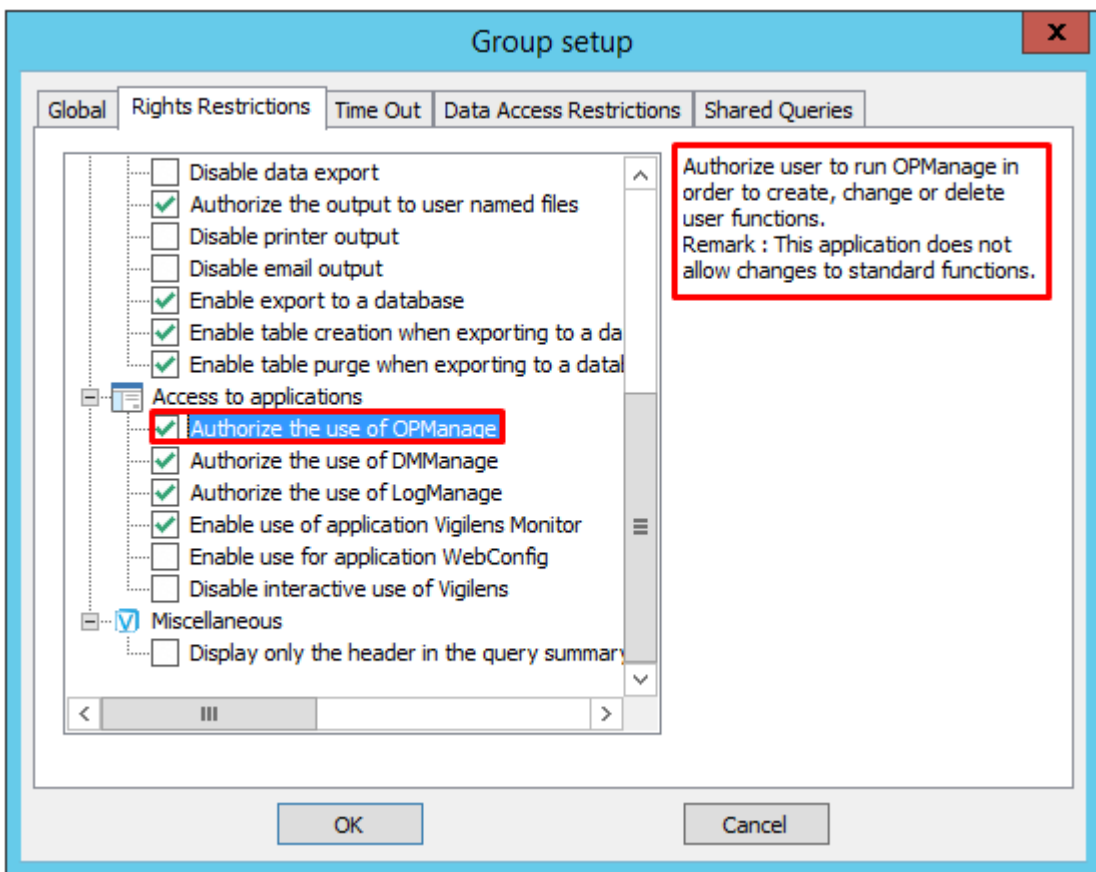 Group setup
x
Global
Rights Restrictions
Time Out
Data Access Restrictions
Shared Queries
Disable data export
Authorize the output to user named files
Disable printer output
Disable email output
Enable export to a database
Enable table creation when exporting to a da
Enable table purge when exporting to a datal
Access to applications
Authorize the use of OPManage
Authorize the use of DMManage
Authorize the use of LogManage
Enable use of application Vigilens Monitor
Enable use for application WebConfig
Disable interactive use of Vigilens
Miscellaneous
Display only the header in the query summary
Authorize user to run OPManage in
order to create, change or delete
user functions.
Remark : This application does not
allow changes to standard functions.
OK
Cancel